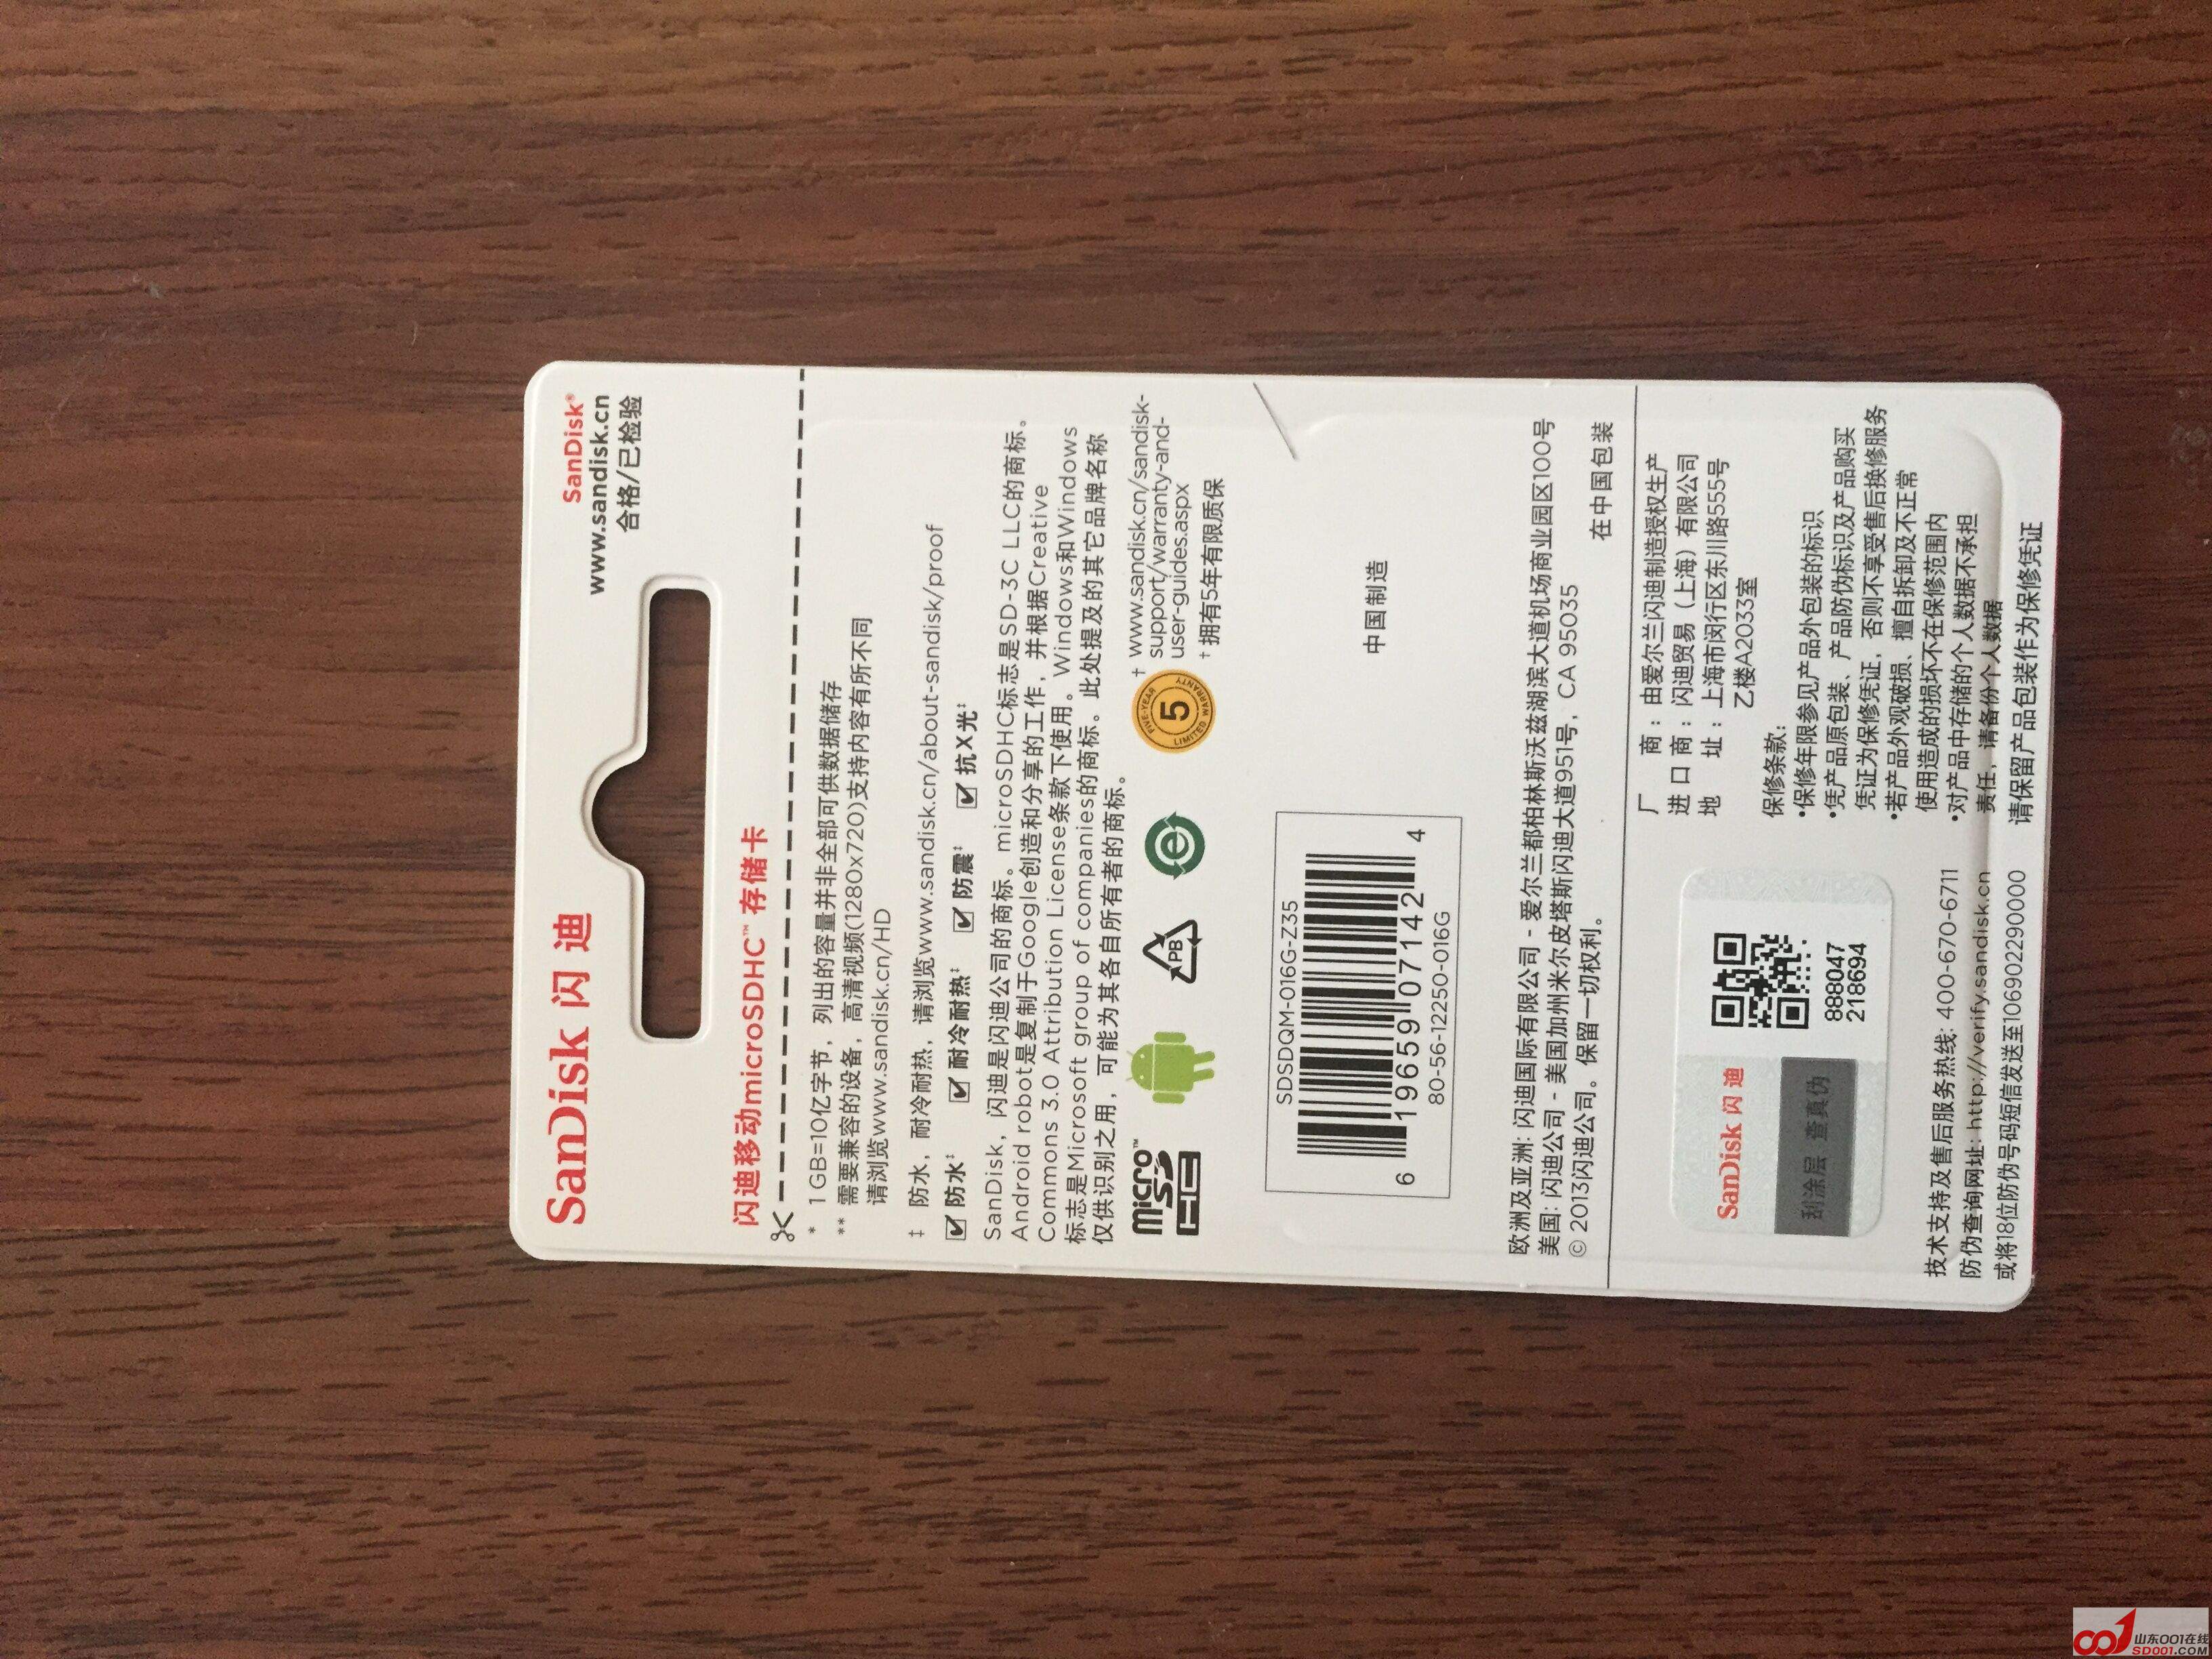 SanDisk 闪迪
SanDisk®
www.sandisk.cn
合格/已检验
闪迪移动microSDHC™ 存储卡
* 1 GB=10亿字节，列出的容量并非全部可供数据储存
** 需要兼容的设备，高清视频(1280x720)支持内容有所不同
请浏览www.sandisk.cn/HD
‡ 防水，耐冷耐热，请浏览www.sandisk.cn/about-sandisk/proof
防水‡ 耐冷耐热‡ 防震‡ 抗X光‡
SanDisk，闪迪是闪迪公司的商标。microSDHC标志是SD-3C LLC的商标。
Android robot是复制于Google创造和分享的工作，并根据Creative
Commons 3.0 Attribution License条款下使用。Windows和Windows
标志是Microsoft group of companies的商标。此处提及的其它品牌名称
仅供识别之用，可能为其各自所有者的商标。
micro™
SD
HC
PB
e
FIVE-YEAR
5
LIMITED WARRANTY
† www.sandisk.cn/sandisk-
support/warranty-and-
user-guides.aspx
† 拥有5年有限质保
SDSDQM-016G-Z35
6 19659 07142 4
80-56-12250-016G
中国制造
欧洲及亚洲: 闪迪国际有限公司 - 爱尔兰都柏林斯沃兹湖滨大道机场商业园区100号
美国: 闪迪公司 - 美国加州米尔皮塔斯闪迪大道951号, CA 95035
© 2013闪迪公司。保留一切权利。
在中国包装
SanDisk 闪迪
刮涂层 查真伪
888047
218694
技术支持及售后服务热线: 400-670-6711
防伪查询网址: http://verify.sandisk.cn
或将18位防伪号码短信发送至1069022290000
厂 商：由爱尔兰闪迪制造授权生产
进口商：闪迪贸易（上海）有限公司
地 址：上海市闵行区东川路555号
乙楼A2033室
保修条款：
•保修年限参见产品外包装的标识
•凭产品原包装、产品防伪标识及产品购买
凭证为保修凭证，否则不享受售后换修服务
•若产品外观破损、擅自拆卸及不正常
使用造成的损坏不在保修范围内
•对产品中存储的个人数据不承担
责任，请备份个人数据
请保留产品包装作为保修凭证
001 山东001在线
SD001.COM